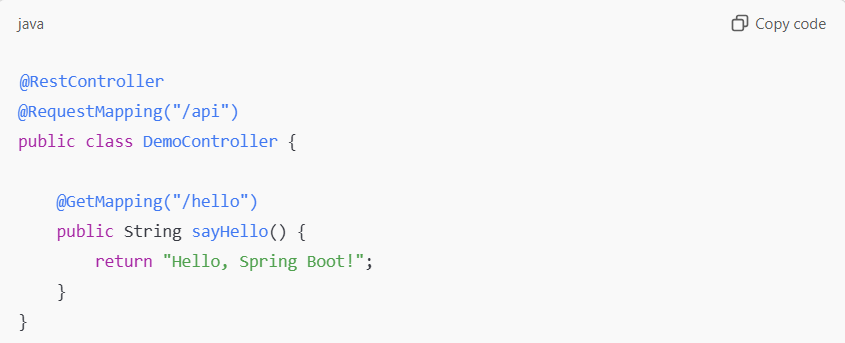 java
Copy code
@RestController
@RequestMapping("/api")
public class DemoController {
    @GetMapping("/hello")
    public String sayHello() {
        return "Hello, Spring Boot!";
    }
}